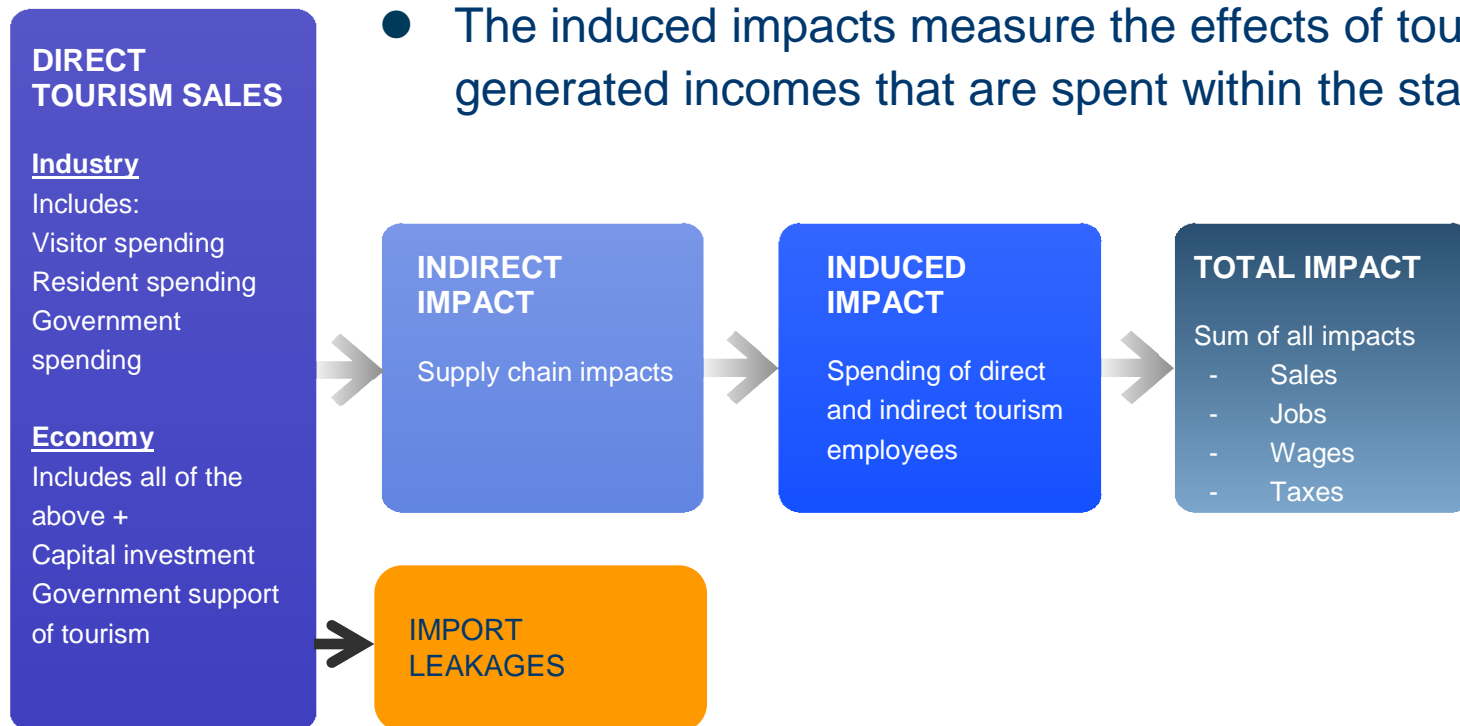 ● The induced impacts measure the effects of tou
generated incomes that are spent within the sta
DIRECT
TOURISM SALES
Industry
Includes:
Visitor spending
Resident spending
Government
spending
Economy
Includes all of the
above +
Capital investment
Government support
of tourism
INDIRECT
IMPACT
Supply chain impacts
INDUCED
IMPACT
Spending of direct
and indirect tourism
employees
TOTAL IMPACT
Sum of all impacts
- Sales
- Jobs
- Wages
- Taxes
IMPORT
LEAKAGES